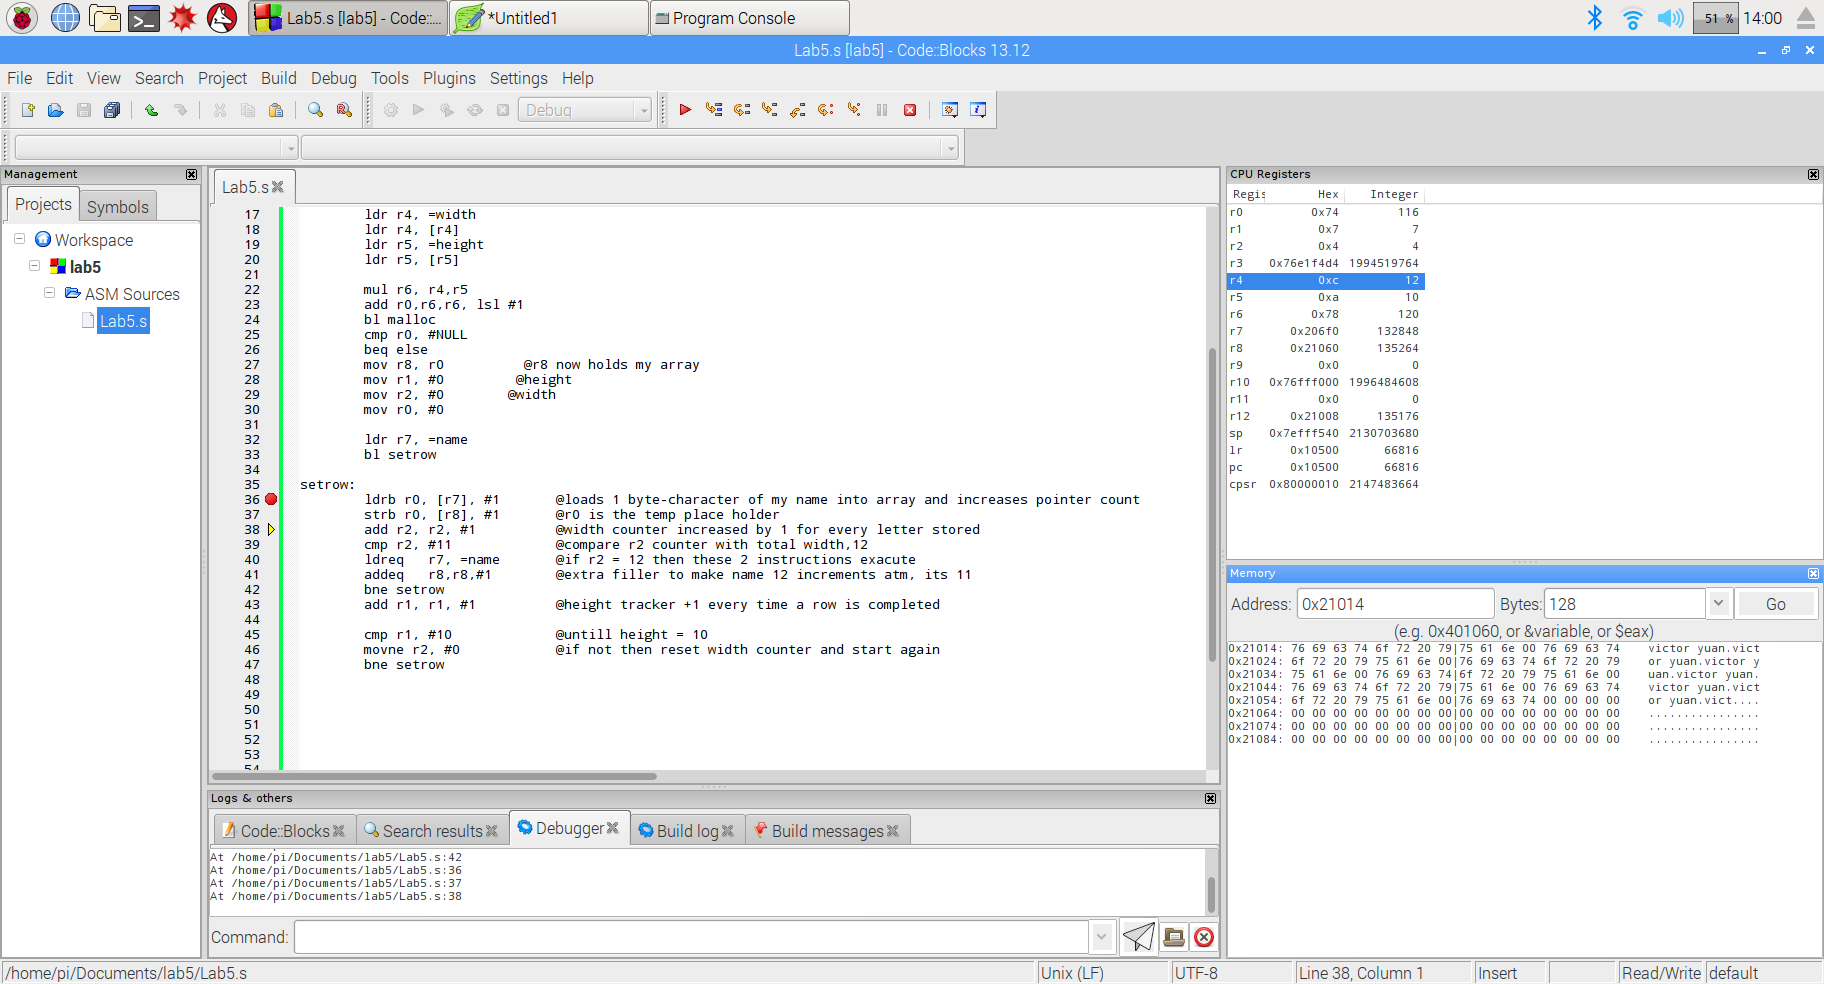 Lab5.s [lab5] - Code::...
*Untitled1
Program Console
51 %
14:00
Lab5.s [lab5] - Code::Blocks 13.12
File Edit View Search Project Build Debug Tools Plugins Settings Help
Debug
Management
Projects
Symbols
Workspace
lab5
ASM Sources
Lab5.s
Lab5.s
17 ldr r4, =width
18 ldr r4, [r4]
19 ldr r5, =height
20 ldr r5, [r5]
21
22 mul r6, r4,r5
23 add r0,r6,r6, lsl #1
24 bl malloc
25 cmp r0, #NULL
26 beq else
27 mov r8, r0 @r8 now holds my array
28 mov r1, #0 @height
29 mov r2, #0 @width
30 mov r0, #0
31
32 ldr r7, =name
33 bl setrow
34
35 setrow:
36 ldrb r0, [r7], #1 @loads 1 byte-character of my name into array and increases pointer count
37 strb r0, [r8], #1 @r0 is the temp place holder
38 add r2, r2, #1 @width counter increased by 1 for every letter stored
39 cmp r2, #11 @compare r2 counter with total width,12
40 ldreq r7, =name @if r2 = 12 then these 2 instructions exacute
41 addeq r8,r8,#1 @extra filler to make name 12 increments atm, its 11
42 bne setrow
43 add r1, r1, #1 @height tracker +1 every time a row is completed
44
45 cmp r1, #10 @untill height = 10
46 movne r2, #0 @if not then reset width counter and start again
47 bne setrow
48
49
50
51
52
53
54
CPU Registers
Regis Hex Integer
r0 0x74 116
r1 0x7 7
r2 0x4 4
r3 0x76e1f4d4 1994519764
r4 0xc 12
r5 0xa 10
r6 0x78 120
r7 0x206f0 132848
r8 0x21060 135264
r9 0x0 0
r10 0x76fff000 1996484608
r11 0x0 0
r12 0x21008 135176
sp 0x7efff540 2130703680
lr 0x10500 66816
pc 0x10500 66816
cpsr 0x80000010 2147483664
Memory
Address: 0x21014 Bytes: 128 Go
(e.g. 0x401060, or &variable, or $eax)
0x21014: 76 69 63 74 6f 72 20 79|75 61 6e 00 76 69 63 74 victor yuan.vict
0x21024: 6f 72 20 79 75 61 6e 00|76 69 63 74 6f 72 20 79 or yuan.victor y
0x21034: 75 61 6e 00 76 69 63 74|6f 72 20 79 75 61 6e 00 uan.victor yuan.
0x21044: 76 69 63 74 6f 72 20 79|75 61 6e 00 76 69 63 74 victor yuan.vict
0x21054: 6f 72 20 79 75 61 6e 00|76 69 63 74 00 00 00 00 or yuan.vict....
0x21064: 00 00 00 00 00 00 00 00|00 00 00 00 00 00 00 00 ................
0x21074: 00 00 00 00 00 00 00 00|00 00 00 00 00 00 00 00 ................
0x21084: 00 00 00 00 00 00 00 00|00 00 00 00 00 00 00 00 ................
Logs & others
Code::Blocks
Search results
Debugger
Build log
Build messages
At /home/pi/Documents/lab5/Lab5.s:42
At /home/pi/Documents/lab5/Lab5.s:36
At /home/pi/Documents/lab5/Lab5.s:37
At /home/pi/Documents/lab5/Lab5.s:38
Command:
/home/pi/Documents/lab5/Lab5.s
Unix (LF)
UTF-8
Line 38, Column 1
Insert
Read/Write
default